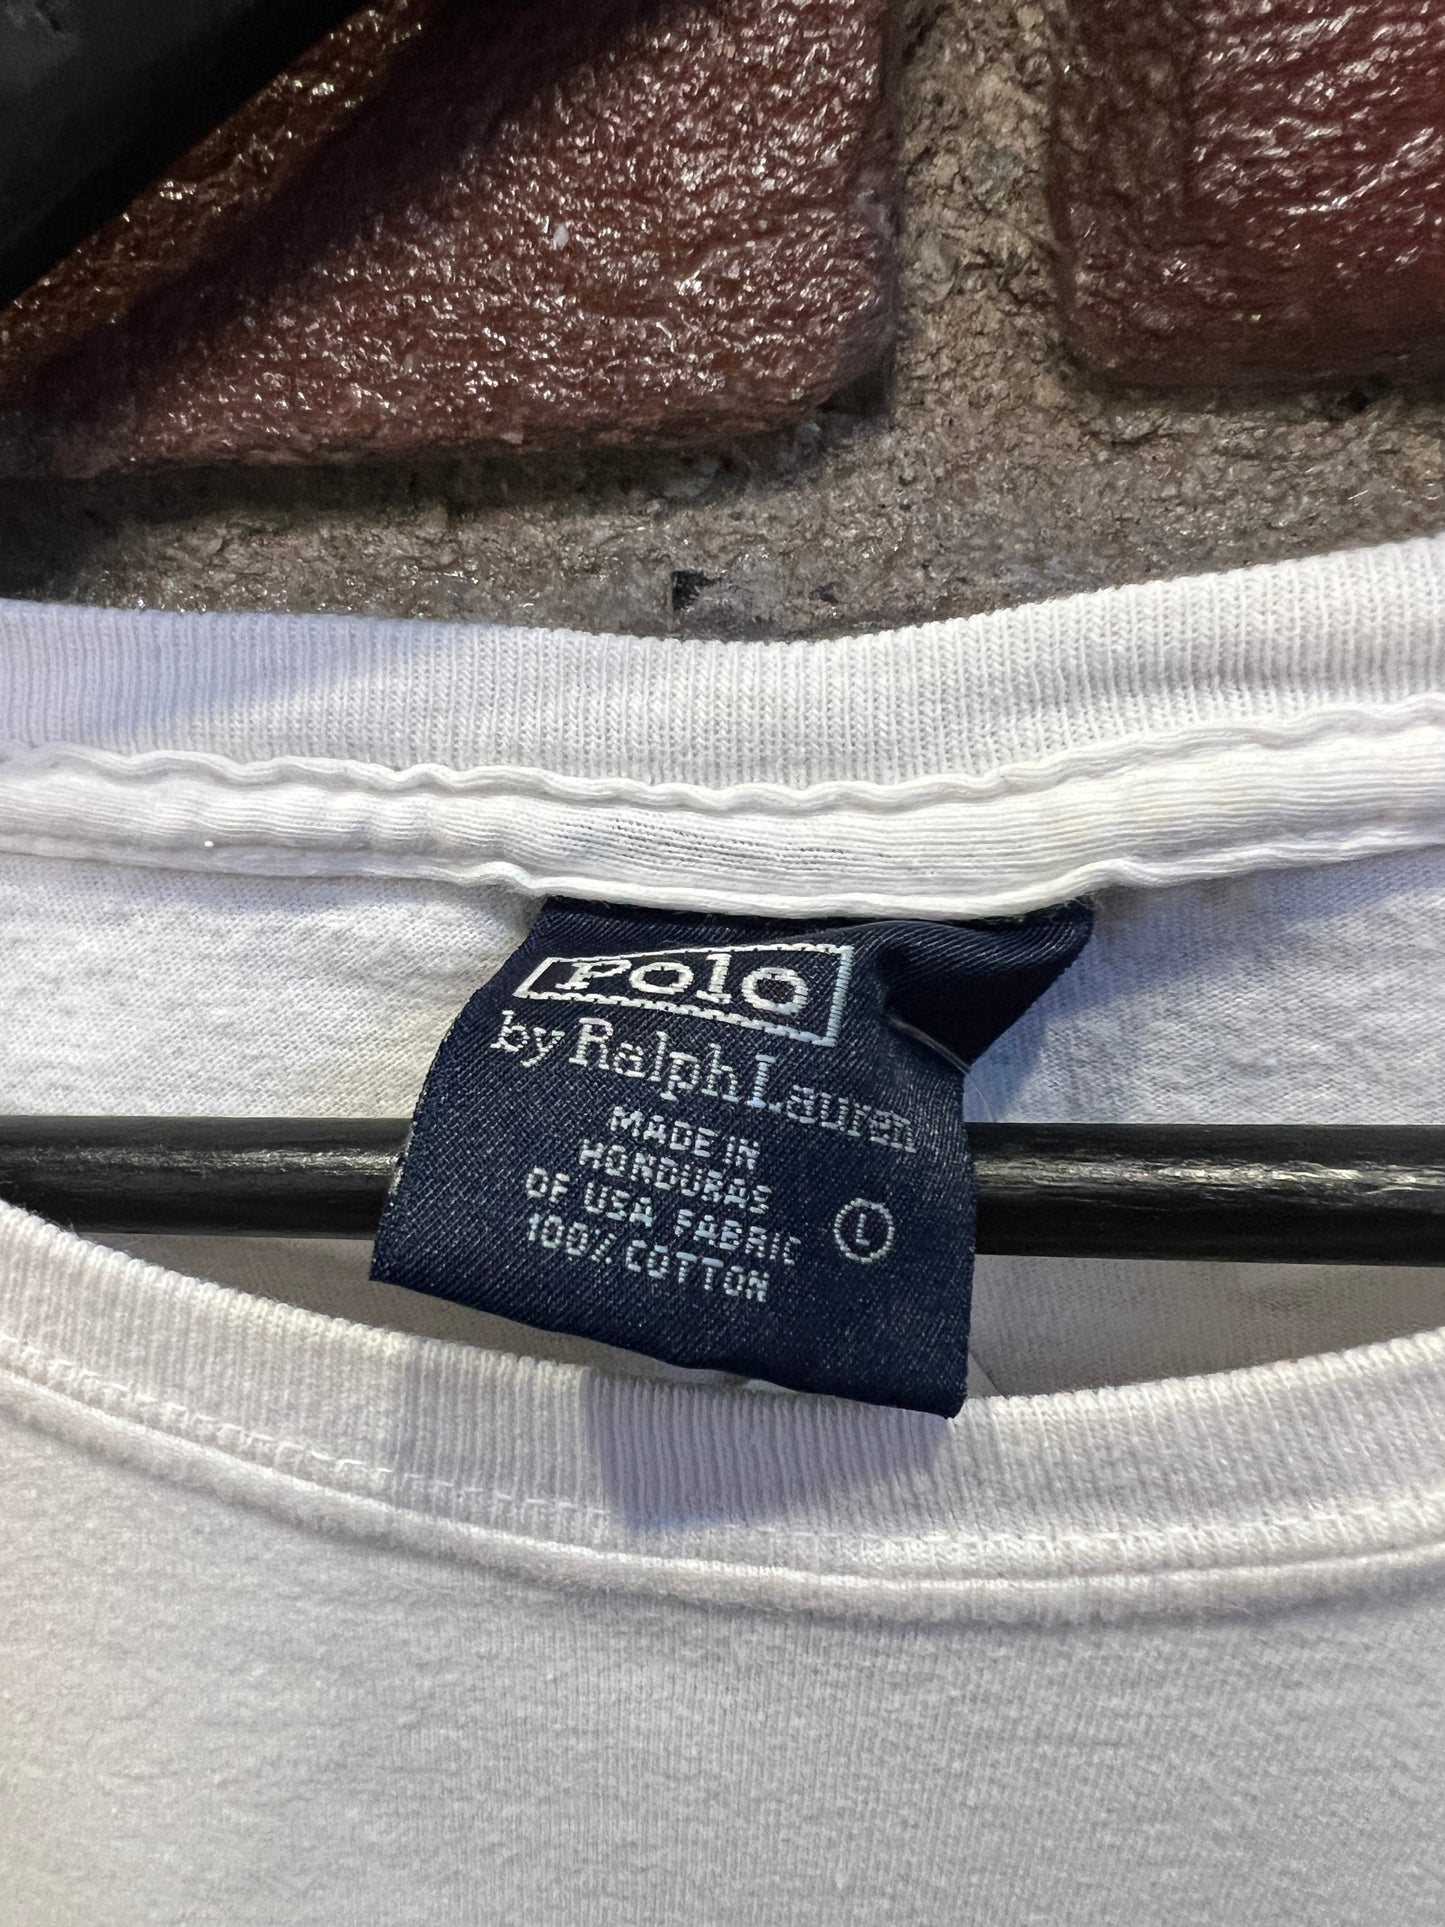 Polo
by Ralph Lauren
MADE IN
HONDURAS
OF USA FABRIC
100% COTTON
L